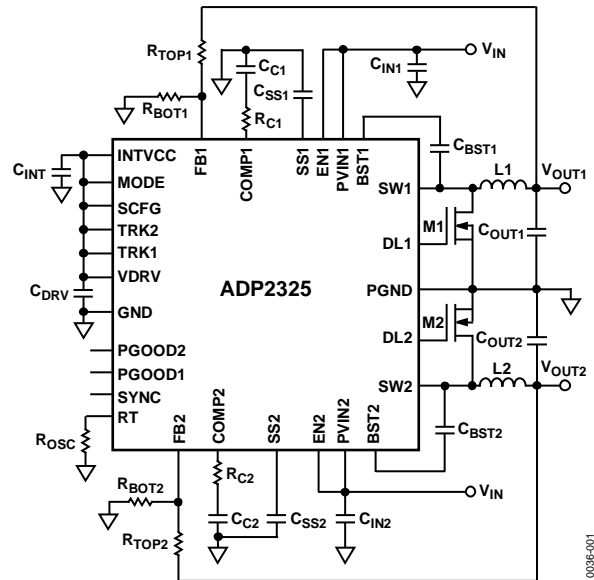 RTOP1
CC1
CSS1
CIN1
VIN
RBOT1
RC1
CINT
FB1
COMP1
SS1
EN1
PVIN1
BST1
CBST1
INTVCC
MODE
SCFG
TRK2
TRK1
VDRV
GND
CDRV
ADP2325
SW1
L1
VOUT1
M1
DL1
COUT1
PGND
M2
DL2
COUT2
L2
VOUT2
SW2
PGOOD2
PGOOD1
SYNC
RT
ROSC
FB2
COMP2
SS2
EN2
PVIN2
BST2
CBST2
RC2
RBOT2
CC2
CSS2
CIN2
VIN
RTOP2
0036-001